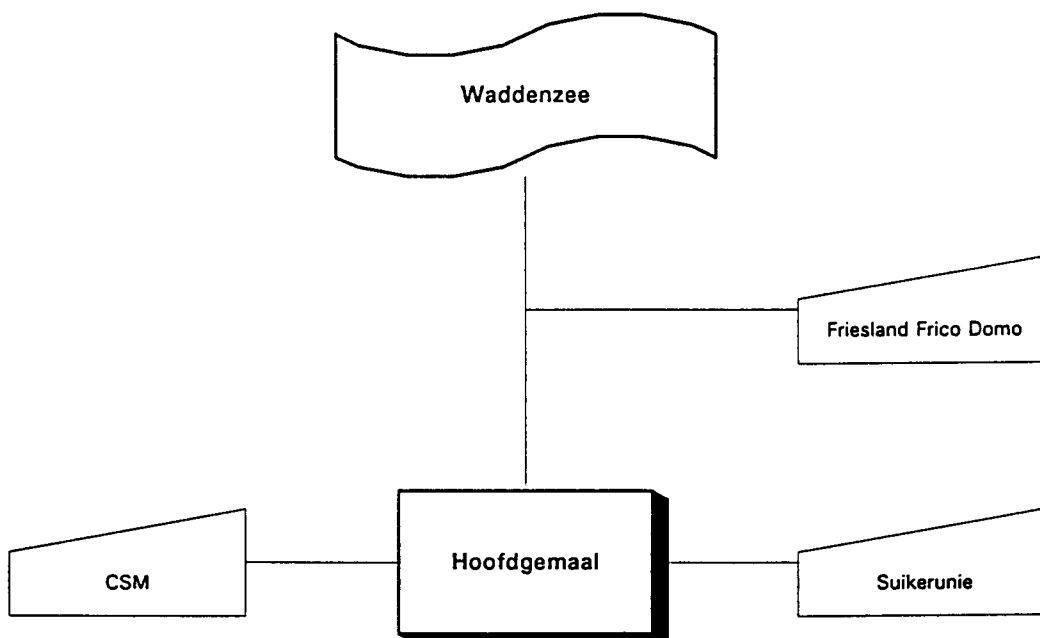 Waddenzee
Friesland Frico Domo
CSM
Hoofdgemaal
Suikerunie